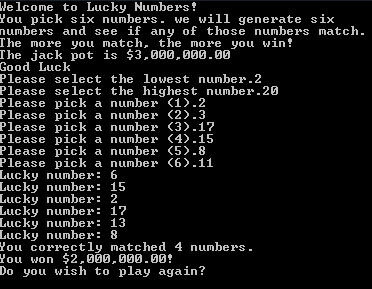 Welcome to Lucky Numbers!
You pick six numbers. we will generate six
numbers and see if any of those numbers match.
The more you match, the more you win!
The jack pot is $3,000,000.00
Good Luck
Please select the lowest number.2
Please select the highest number.20
Please pick a number (1).2
Please pick a number (2).3
Please pick a number (3).17
Please pick a number (4).15
Please pick a number (5).8
Please pick a number (6).11
Lucky number: 6
Lucky number: 15
Lucky number: 2
Lucky number: 17
Lucky number: 13
Lucky number: 8
You correctly matched 4 numbers.
You won $2,000,000.00!
Do you wish to play again?